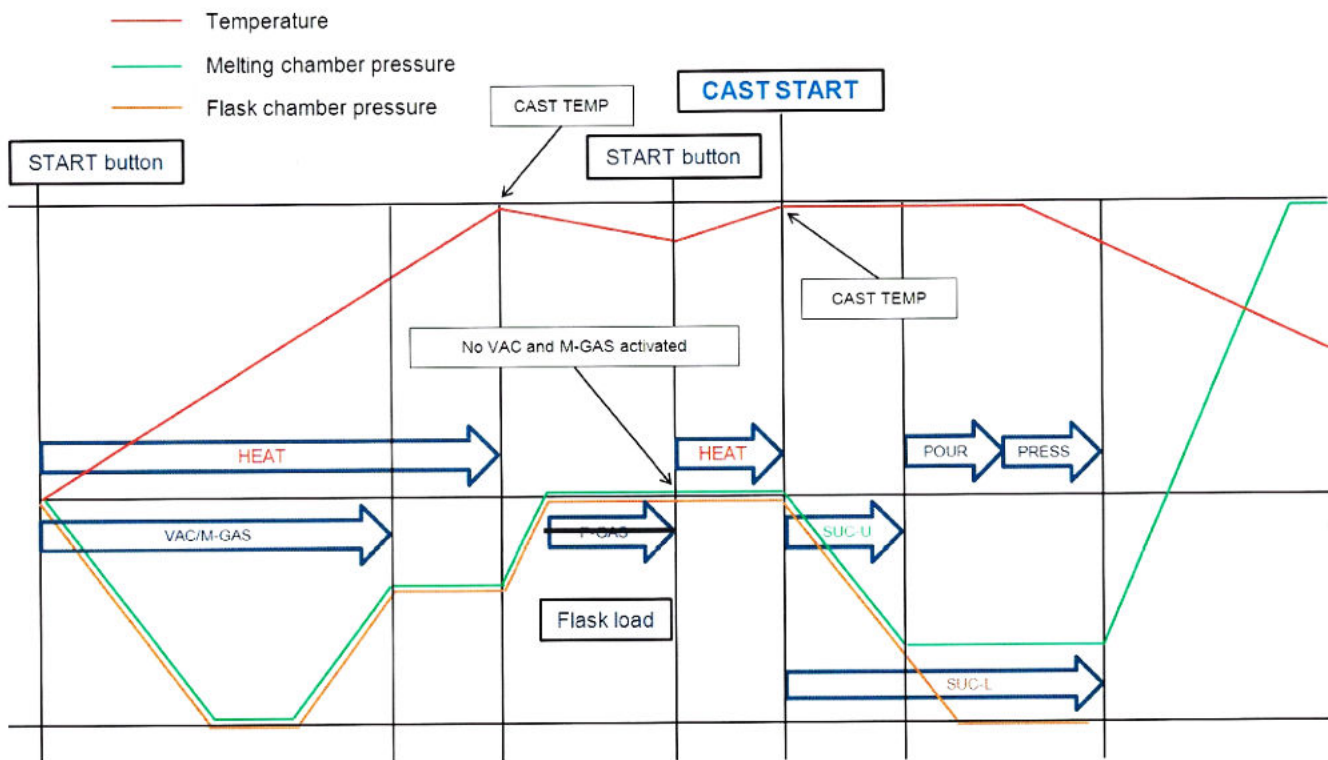 Temperature
Melting chamber pressure
Flask chamber pressure
CAST TEMP
CAST START
START button
START button
CAST TEMP
No VAC and M-GAS activated
HEAT
HEAT
POUR
PRESS
VAC/M-GAS
P-GAS
SUC-U
Flask load
SUC-L